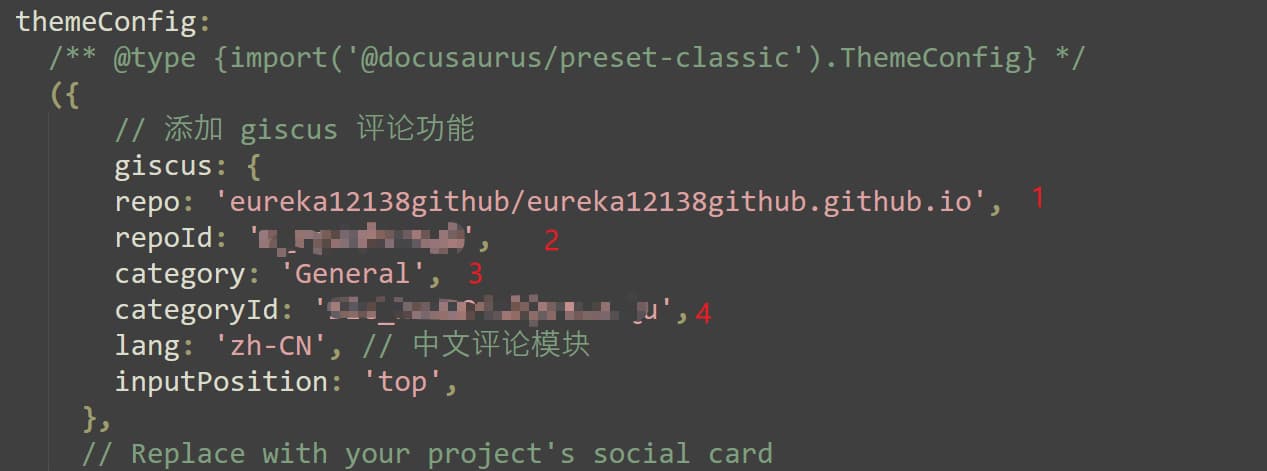 themeConfig:
/** @type {import('@docusaurus/preset-classic').ThemeConfig} */
({
// 添加 giscus 评论功能
giscus: {
repo: 'eureka12138github/eureka12138github.github.io', 1
repoId: ' ', 2
category: 'General', 3
categoryId: ' ', 4
lang: 'zh-CN', // 中文评论模块
inputPosition: 'top',
},
// Replace with your project's social card